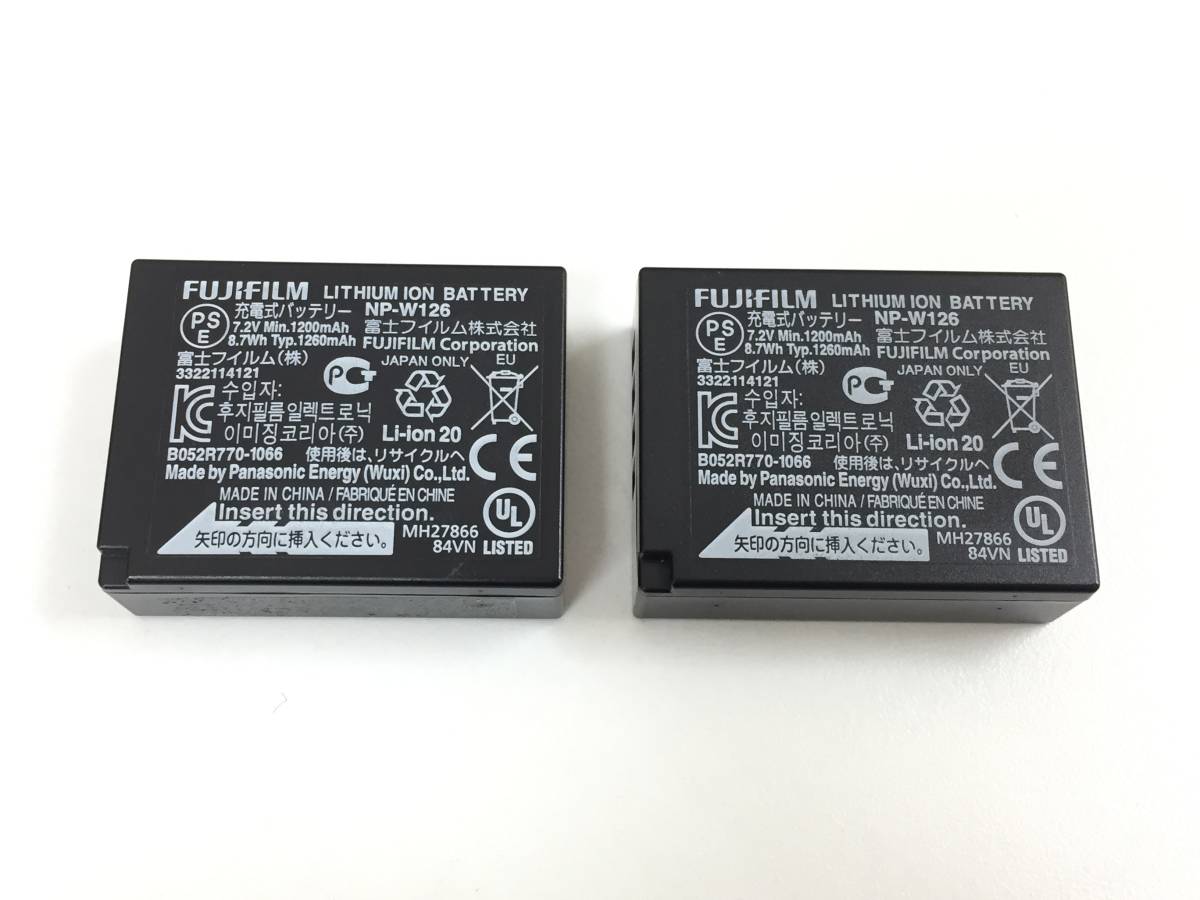 FUJIFILM LITHIUM ION BATTERY
充電式バッテリー NP-W126
PSE 7.2V Min.1200mAh 富士フイルム株式会社
8.7Wh Typ.1260mAh FUJIFILM Corporation
富士フイルム(株) JAPAN ONLY EU
3322114121
수입자:
후지필름일렉트로닉
이미징코리아(주) Li-ion 20
B052R770-1066 使用後は、リサイクルへ CE
Made by Panasonic Energy (Wuxi) Co.,Ltd.
MADE IN CHINA / FABRIQUÉ EN CHINE
Insert this direction. UL
矢印の方向に挿入ください。 MH27866
84VN LISTED
FUJIFILM LITHIUM ION BATTERY
充電式バッテリー NP-W126
PSE 7.2V Min.1200mAh 富士フイルム株式会社
8.7Wh Typ.1260mAh FUJIFILM Corporation
富士フイルム(株) JAPAN ONLY EU
3322114121
수입자:
후지필름일렉트로닉
이미징코리아(주) Li-ion 20
B052R770-1066 使用後は、リサイクルへ CE
Made by Panasonic Energy (Wuxi) Co.,Ltd.
MADE IN CHINA / FABRIQUÉ EN CHINE
Insert this direction. UL
矢印の方向に挿入ください。 MH27866
84VN LISTED